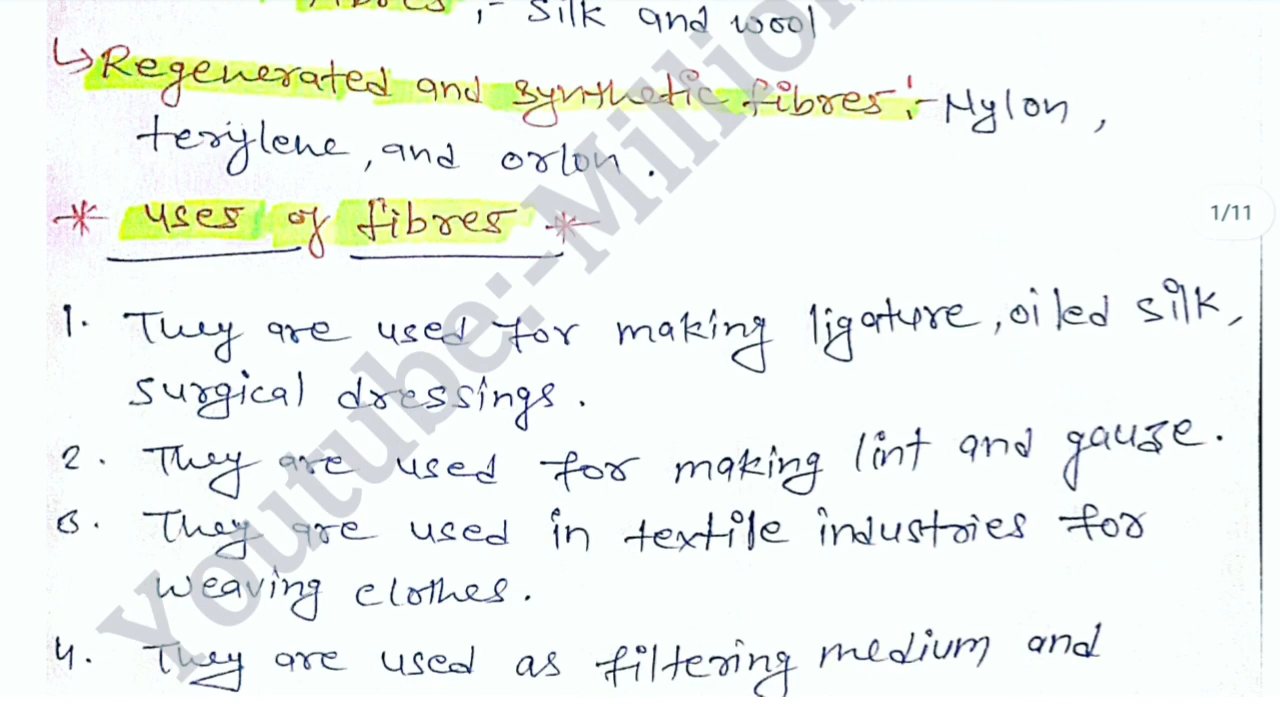 :- silk and wool
↳ Regenerated and synthetic fibres :- Nylon,
terylene, and orlon.
* uses of fibres *
1/11
1. They are used for making ligature, oiled silk,
surgical dressings.
2. They are used for making lint and gauze.
3. They are used in textile industries for
weaving clothes.
4. They are used as filtering medium and
Youtube:-Million